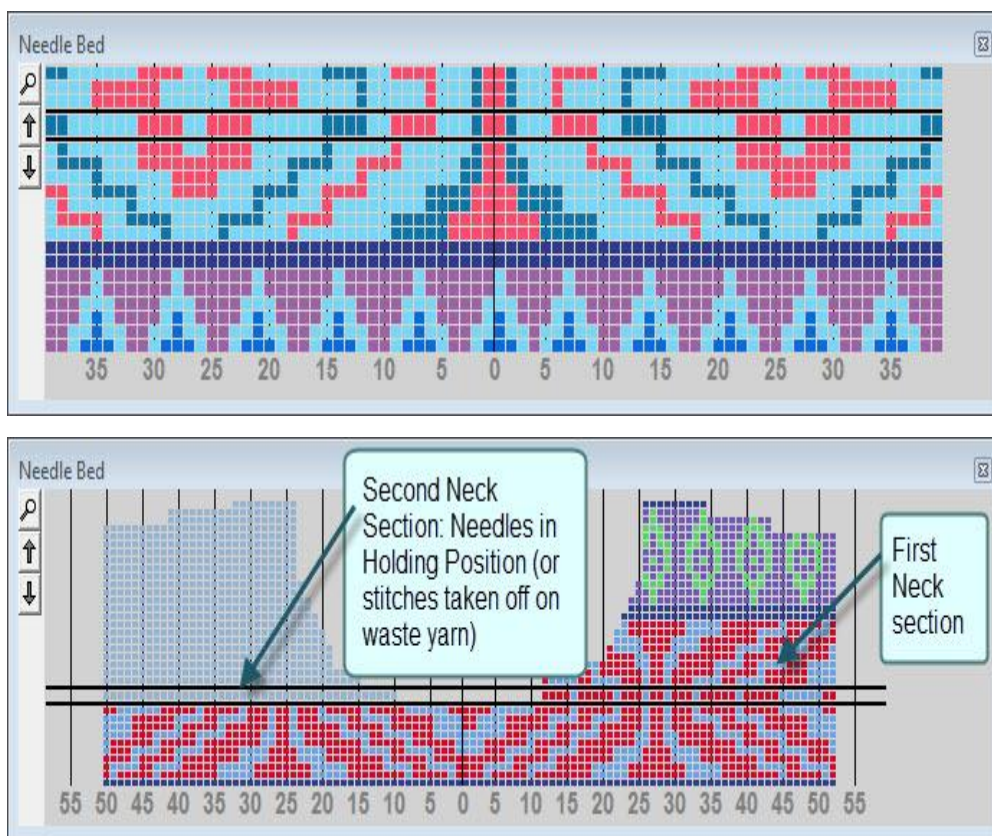 Needle Bed
35 30 25 20 15 10 5 0 5 10 15 20 25 30 35
Needle Bed
Second Neck
Section: Needles in
Holding Position (or
stitches taken off on
waste yarn)
First
Neck
section
55 50 45 40 35 30 25 20 15 10 5 0 5 10 15 20 25 30 35 40 45 50 55